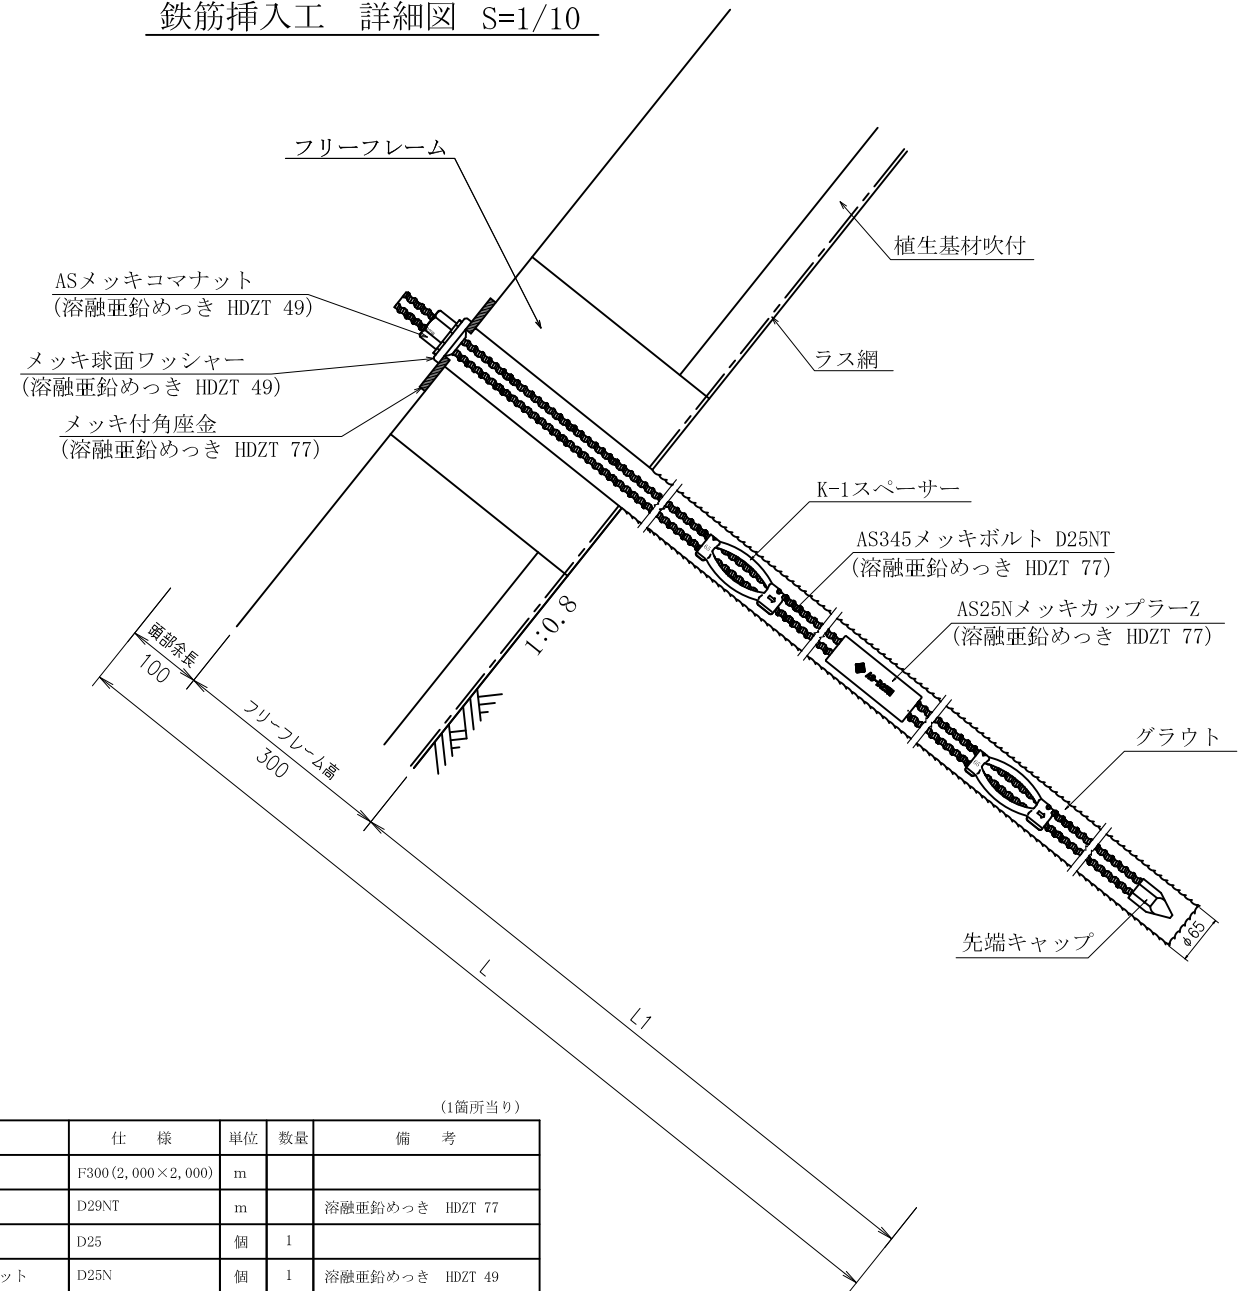 鉄筋挿入工　詳細図 S=1/10
フリーフレーム
植生基材吹付
ASメッキコマナット
(溶融亜鉛めっき HDZT 49)
ラス網
メッキ球面ワッシャー
(溶融亜鉛めっき HDZT 49)
メッキ付角座金
(溶融亜鉛めっき HDZT 77)
K-1スペーサー
AS345メッキボルト D25NT
(溶融亜鉛めっき HDZT 77)
AS25NメッキカップラーZ
(溶融亜鉛めっき HDZT 77)
1:0.8
頭部余長
100
フリーフレーム高
300
グラウト
先端キャップ
φ65
L
L1
(1箇所当り)
仕　様 単位 数量 備　考
F300(2,000×2,000) m
D29NT m 溶融亜鉛めっき HDZT 77
D25 個 1
ット D25N 個 1 溶融亜鉛めっき HDZT 49